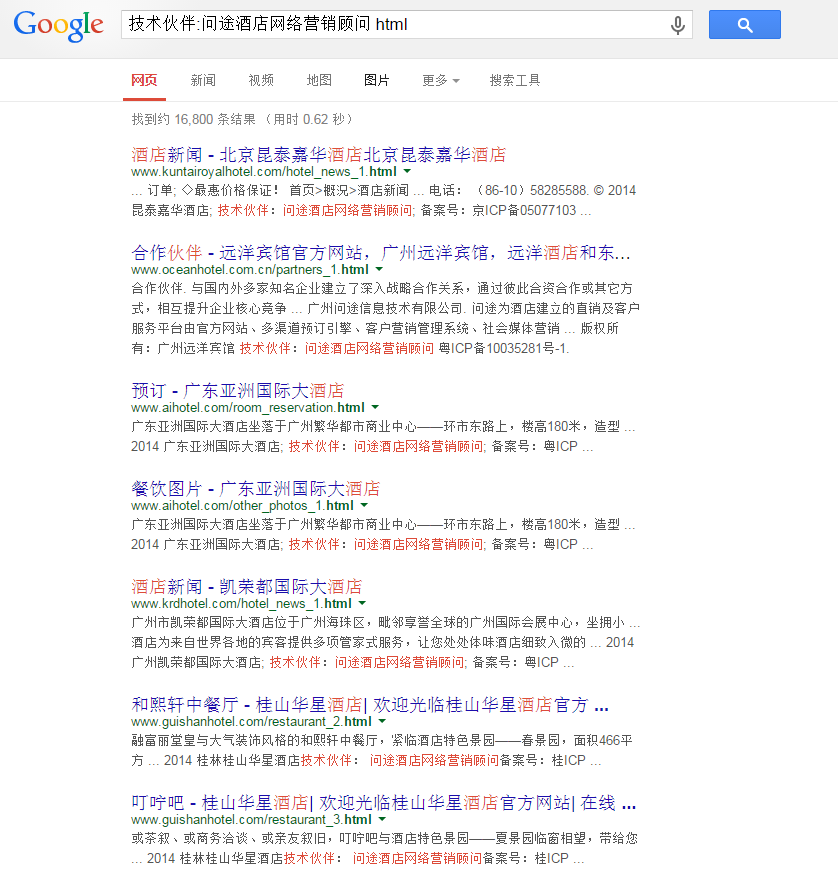 Google 技术伙伴:问途酒店网络营销顾问 html
网页 新闻 视频 地图 图片 更多 搜索工具
找到约 16,800 条结果 （用时 0.62 秒）
酒店新闻 - 北京昆泰嘉华酒店北京昆泰嘉华酒店
www.kuntairoyalhotel.com/hotel_news_1.html
... 订单; ◇最惠价格保证！ 首页>概况>酒店新闻 ... 电话： （86-10）58285588. © 2014
昆泰嘉华酒店; 技术伙伴：问途酒店网络营销顾问; 备案号：京ICP备05077103 ...
合作伙伴 - 远洋宾馆官方网站，广州远洋宾馆，远洋酒店和东...
www.oceanhotel.com.cn/partners_1.html
合作伙伴. 与国内外多家知名企业建立了深入战略合作关系，通过彼此合资合作或其它方
式，相互提升企业核心竞争 ... 广州问途信息技术有限公司. 问途为酒店建立的直销及客户
服务平台由官方网站、多渠道预订引擎、客户营销管理系统、社会媒体营销 ... 版权所
有：广州远洋宾馆 技术伙伴：问途酒店网络营销顾问 粤ICP备10035281号-1.
预订 - 广东亚洲国际大酒店
www.aihotel.com/room_reservation.html
广东亚洲国际大酒店坐落于广州繁华都市商业中心——环市东路上，楼高180米，造型 ...
2014 广东亚洲国际大酒店; 技术伙伴：问途酒店网络营销顾问; 备案号：粤ICP ...
餐饮图片 - 广东亚洲国际大酒店
www.aihotel.com/other_photos_1.html
广东亚洲国际大酒店坐落于广州繁华都市商业中心——环市东路上，楼高180米，造型 ...
2014 广东亚洲国际大酒店; 技术伙伴：问途酒店网络营销顾问; 备案号：粤ICP ...
酒店新闻 - 凯荣都国际大酒店
www.krdhotel.com/hotel_news_1.html
广州市凯荣都国际大酒店位于广州海珠区，毗邻享誉全球的广州国际会展中心，坐拥小 ...
酒店为来自世界各地的宾客提供多项管家式服务，让您处处体味酒店细致入微的 ... 2014
广州凯荣都国际大酒店; 技术伙伴：问途酒店网络营销顾问; 备案号：粤ICP ...
和熙轩中餐厅 - 桂山华星酒店| 欢迎光临桂山华星酒店官方 ...
www.guishanhotel.com/restaurant_2.html
融富丽堂皇与大气装饰风格的和熙轩中餐厅，紧临酒店特色景园——春景园，面积466平
方 ... 2014 桂林桂山华星酒店技术伙伴： 问途酒店网络营销顾问备案号：桂ICP ...
叮咛吧 - 桂山华星酒店| 欢迎光临桂山华星酒店官方网站| 在线 ...
www.guishanhotel.com/restaurant_3.html
或茶叙、或商务洽谈、或亲友叙旧，叮咛吧与酒店特色景园——夏景园临窗相望，带给您
... 2014 桂林桂山华星酒店技术伙伴： 问途酒店网络营销顾问备案号：桂ICP ...